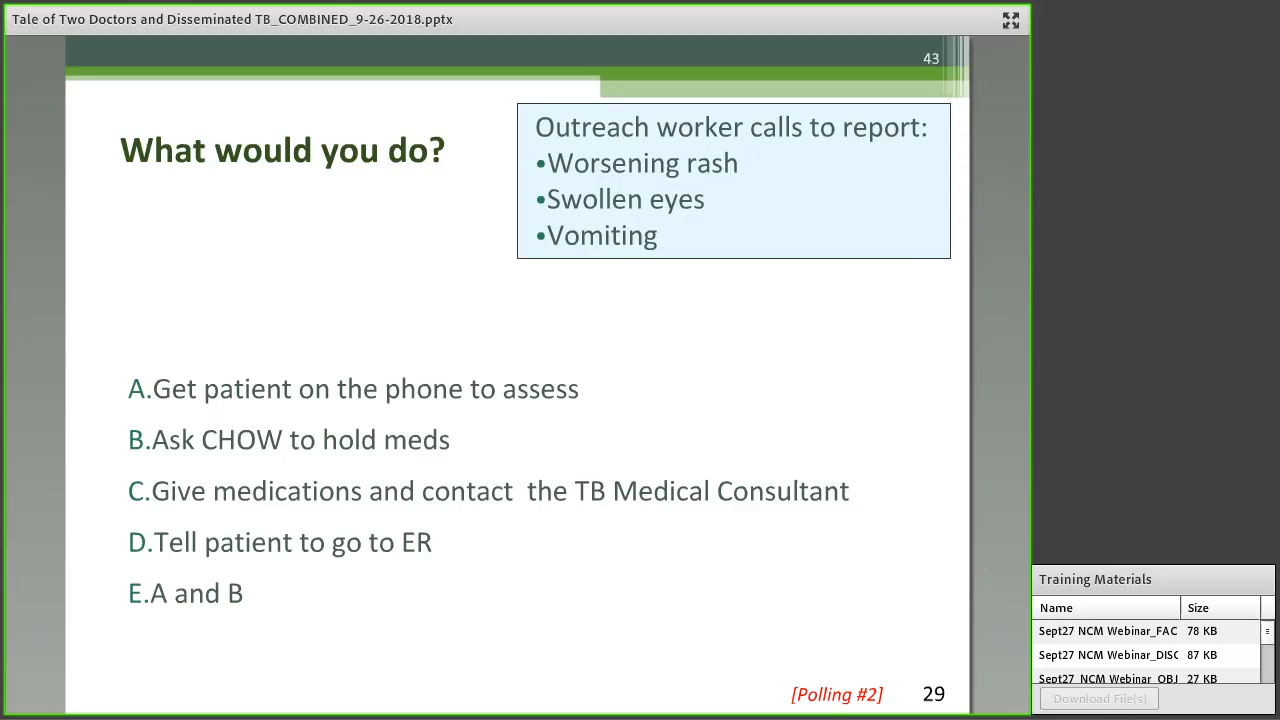 Tale of Two Doctors and Disseminated TB_COMBINED_9-26-2018.pptx
43
What would you do?
Outreach worker calls to report:
•Worsening rash
•Swollen eyes
•Vomiting
A.Get patient on the phone to assess
B.Ask CHOW to hold meds
C.Give medications and contact the TB Medical Consultant
D.Tell patient to go to ER
E.A and B
[Polling #2] 29
Training Materials
Name Size
Sept27 NCM Webinar_FAC 78 KB
Sept27 NCM Webinar_DISC 87 KB
Sept27_NCM Webinar_OBJ 27 KB
Download File(s)